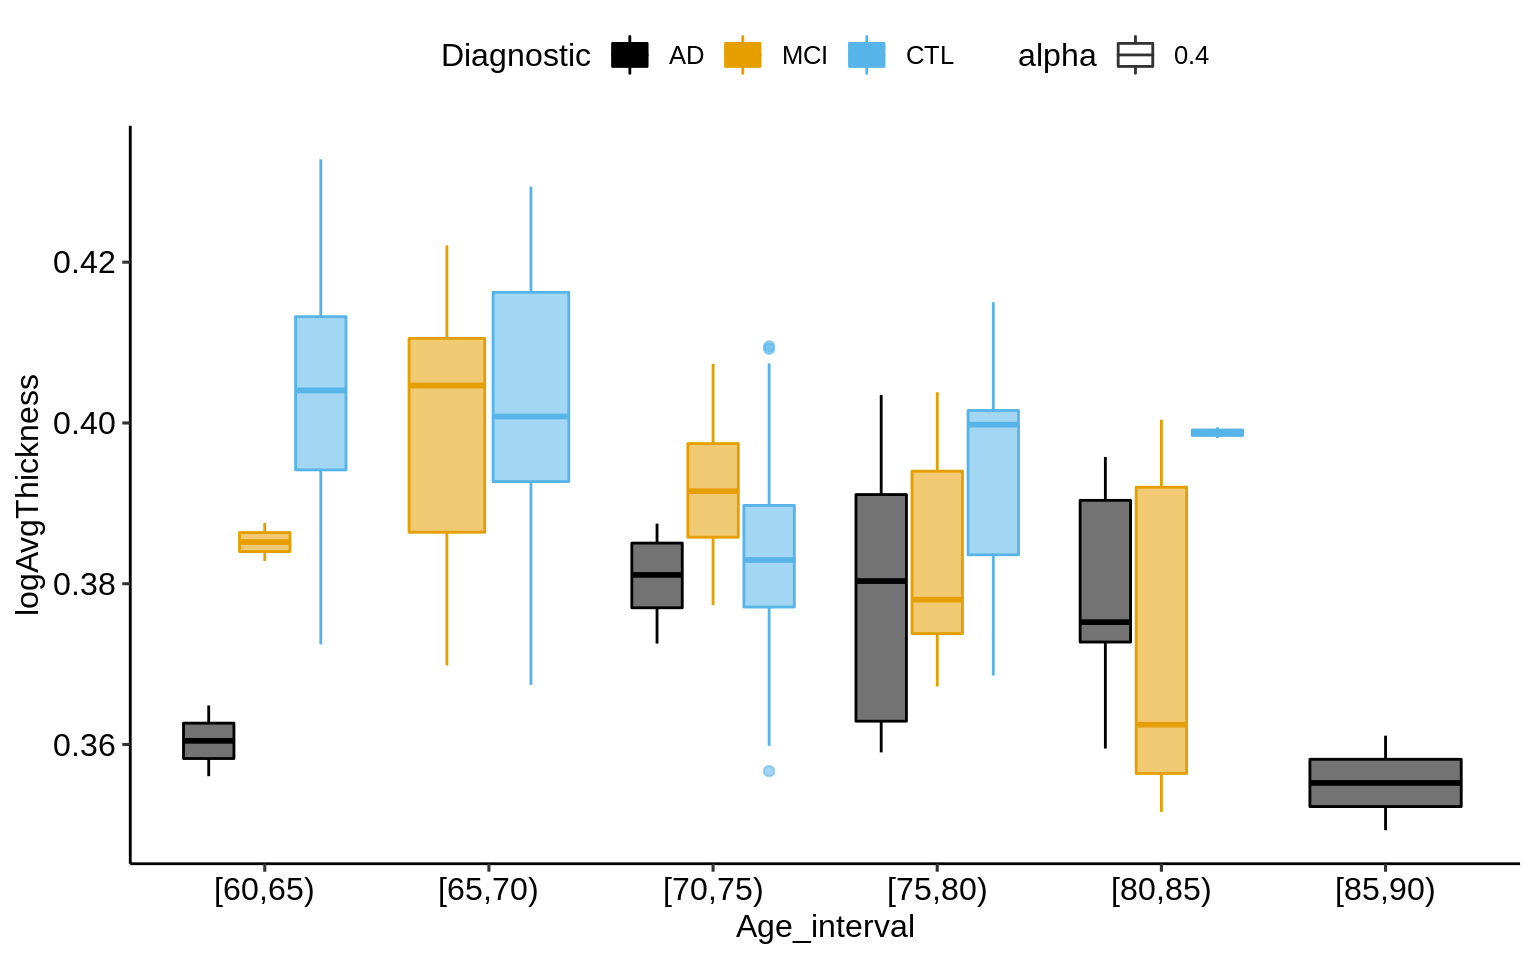 Diagnostic AD MCI CTL alpha 0.4
logAvgThickness
0.42
0.40
0.38
0.36
[60,65) [65,70) [70,75) [75,80) [80,85) [85,90)
Age_interval